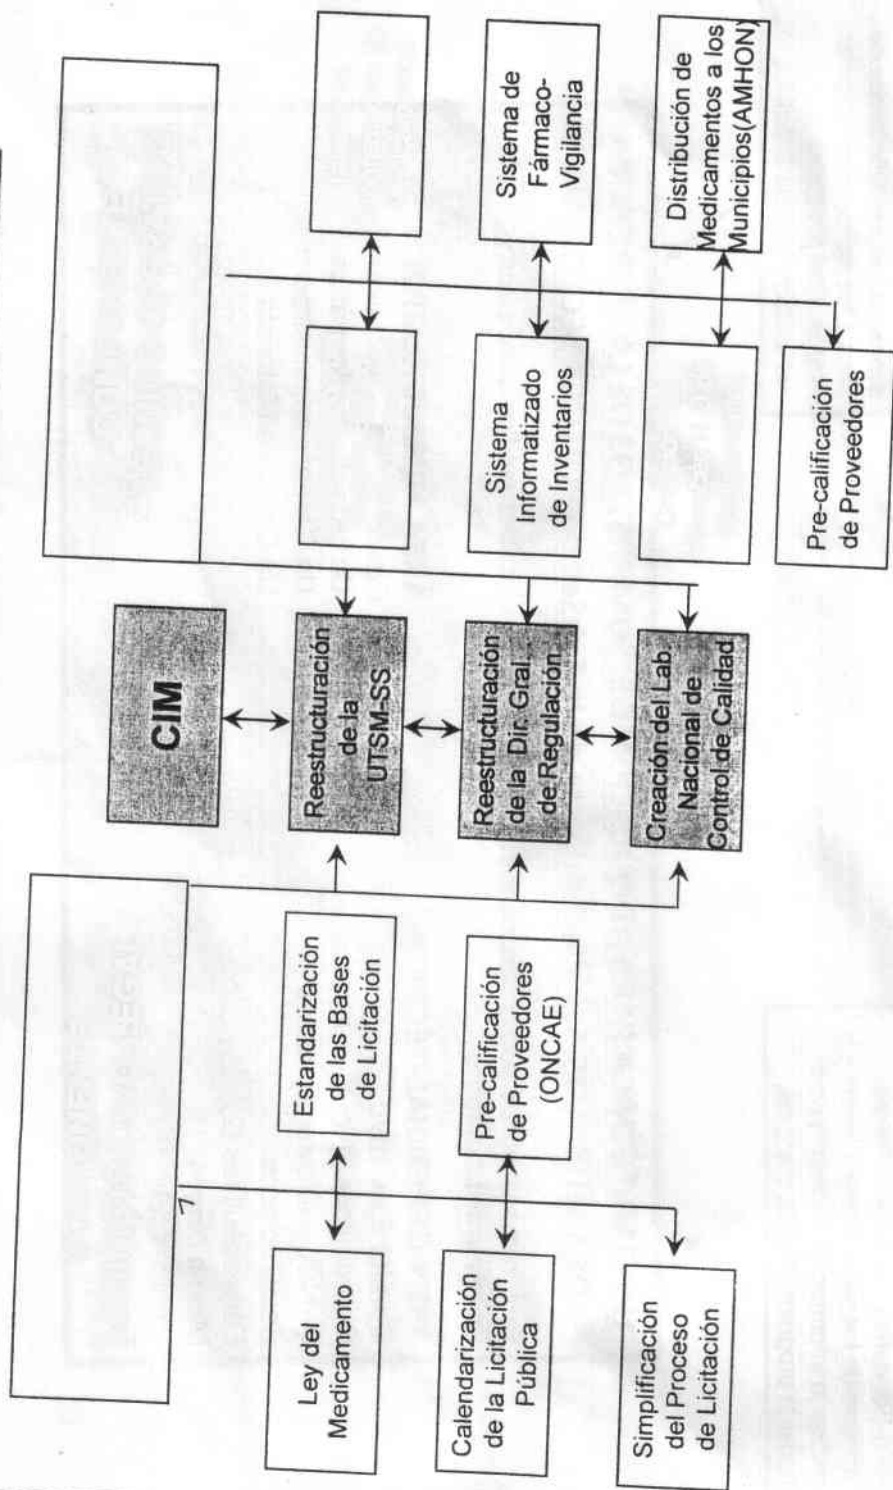 CIM
Ley del
Medicamento
Estandarización
de las Bases
de Licitación
Reestructuración
de la
UTSM-SS
Calendarización
de la Licitación
Pública
Pre-calificación
de Proveedores
(ONCAE)
Reestructuración
de la Dir. Gral.
de Regulación
Sistema
Informatizado
de Inventarios
Sistema de
Fármaco-
Vigilancia
Simplificación
del Proceso
de Licitación
Creación del Lab.
Nacional de
Control de Calidad
Distribución de
Medicamentos a los
Municipios(AMHON)
Pre-calificación
de Proveedores